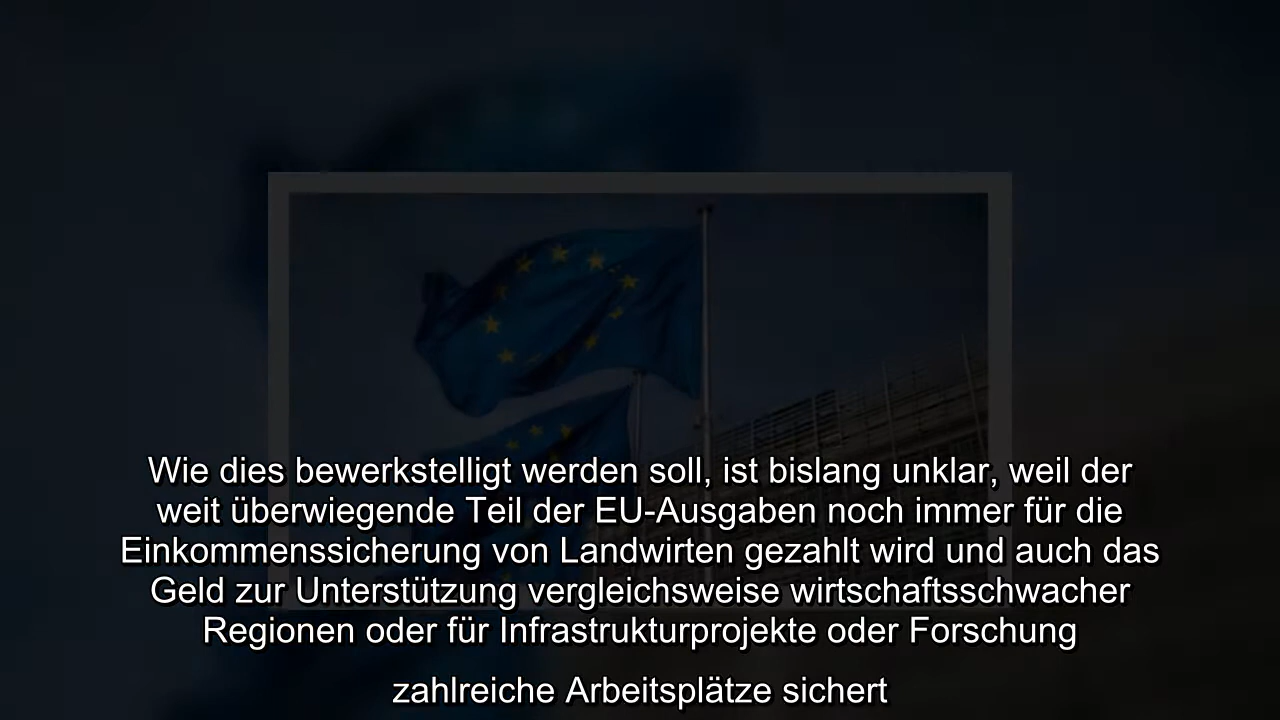 Wie dies bewerkstelligt werden soll, ist bislang unklar, weil der
weit überwiegende Teil der EU-Ausgaben noch immer für die
Einkommenssicherung von Landwirten gezahlt wird und auch das
Geld zur Unterstützung vergleichsweise wirtschaftsschwacher
Regionen oder für Infrastrukturprojekte oder Forschung
zahlreiche Arbeitsplätze sichert